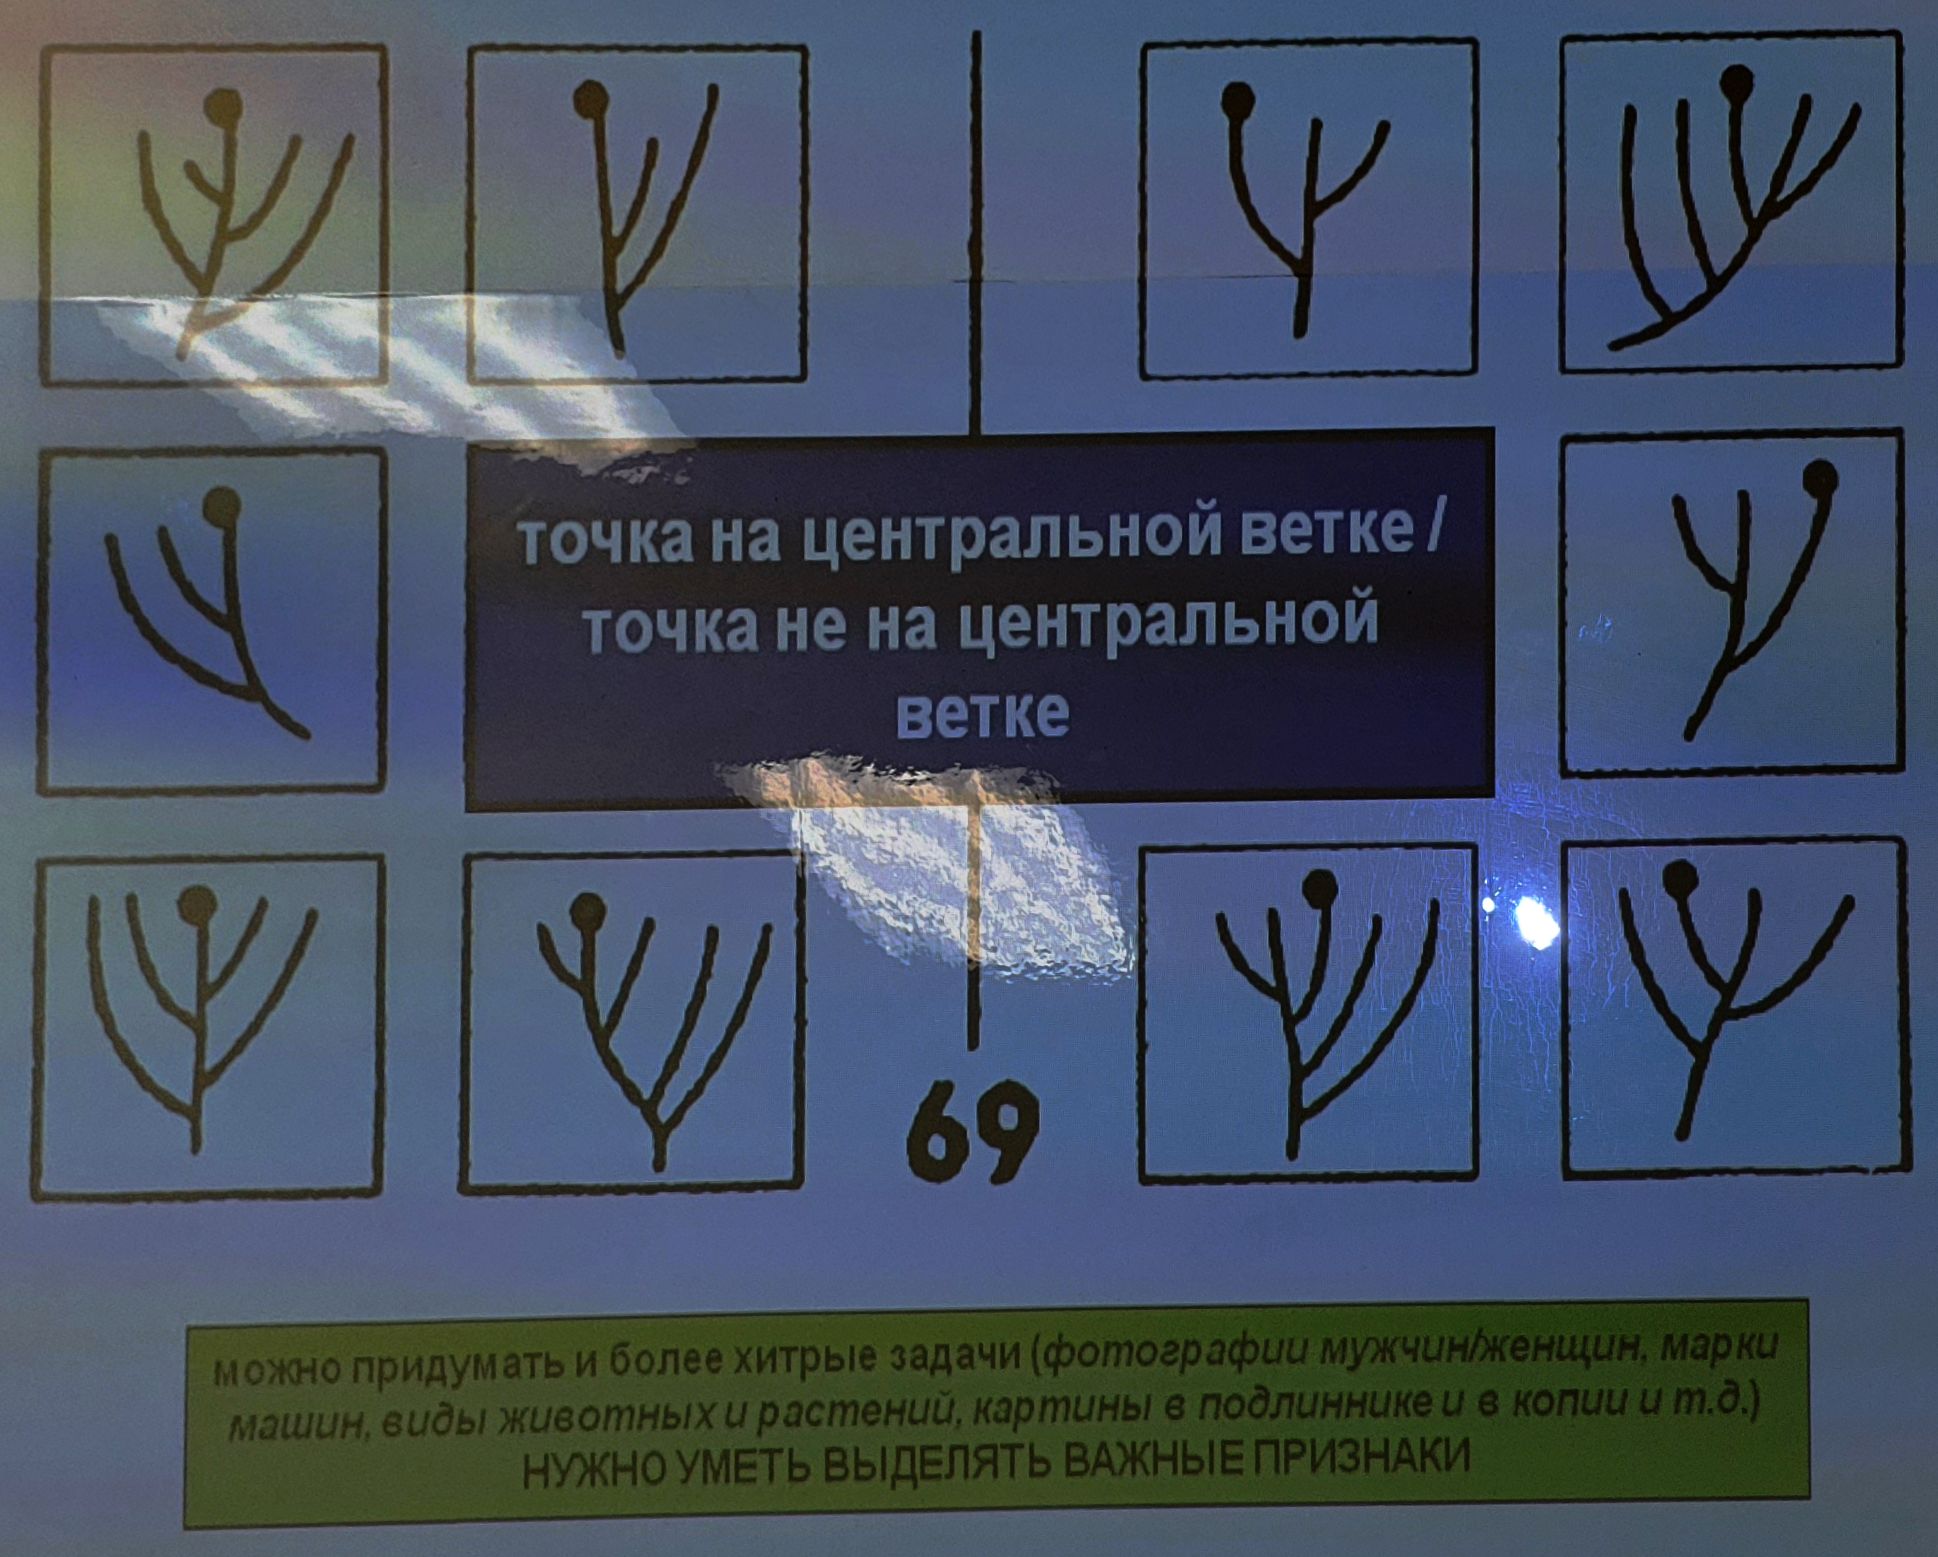 точка на центральной ветке /
точка не на центральной
ветке
69
можно придумать и более хитрые задачи (фотографии мужчин/женщин, марки
машин, виды животных и растений, картины в подлиннике и в копии и т.д.)
НУЖНО УМЕТЬ ВЫДЕЛЯТЬ ВАЖНЫЕ ПРИЗНАКИ